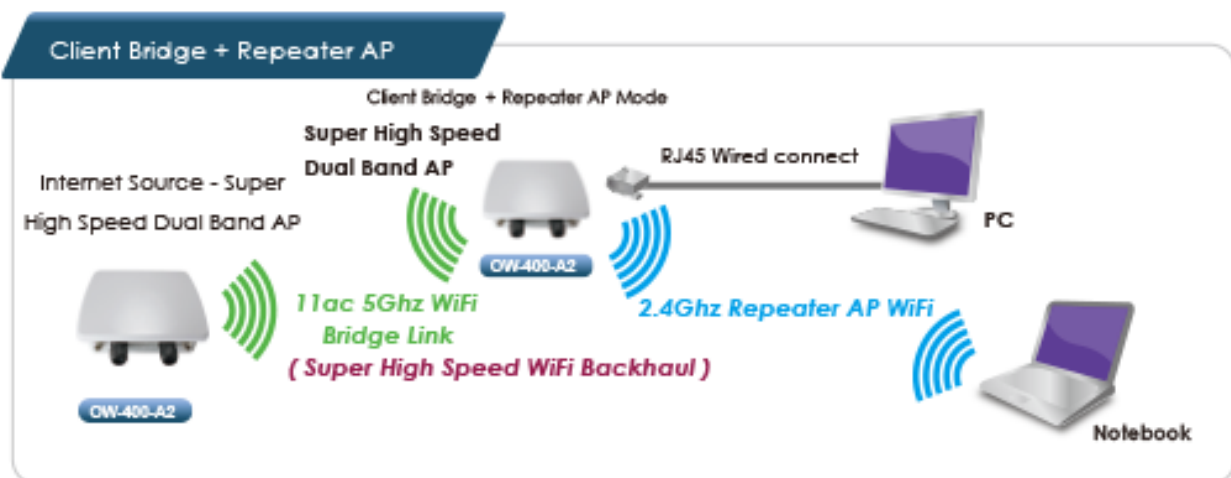 Client Bridge + Repeater AP
Client Bridge + Repeater AP Mode
Super High Speed
Dual Band AP
RJ45 Wired connect
Internet Source - Super
High Speed Dual Band AP
PC
OW-400-A2
11ac 5Ghz WiFi
Bridge Link
( Super High Speed WiFi Backhaul )
2.4Ghz Repeater AP WiFi
OW-400-A2
Notebook